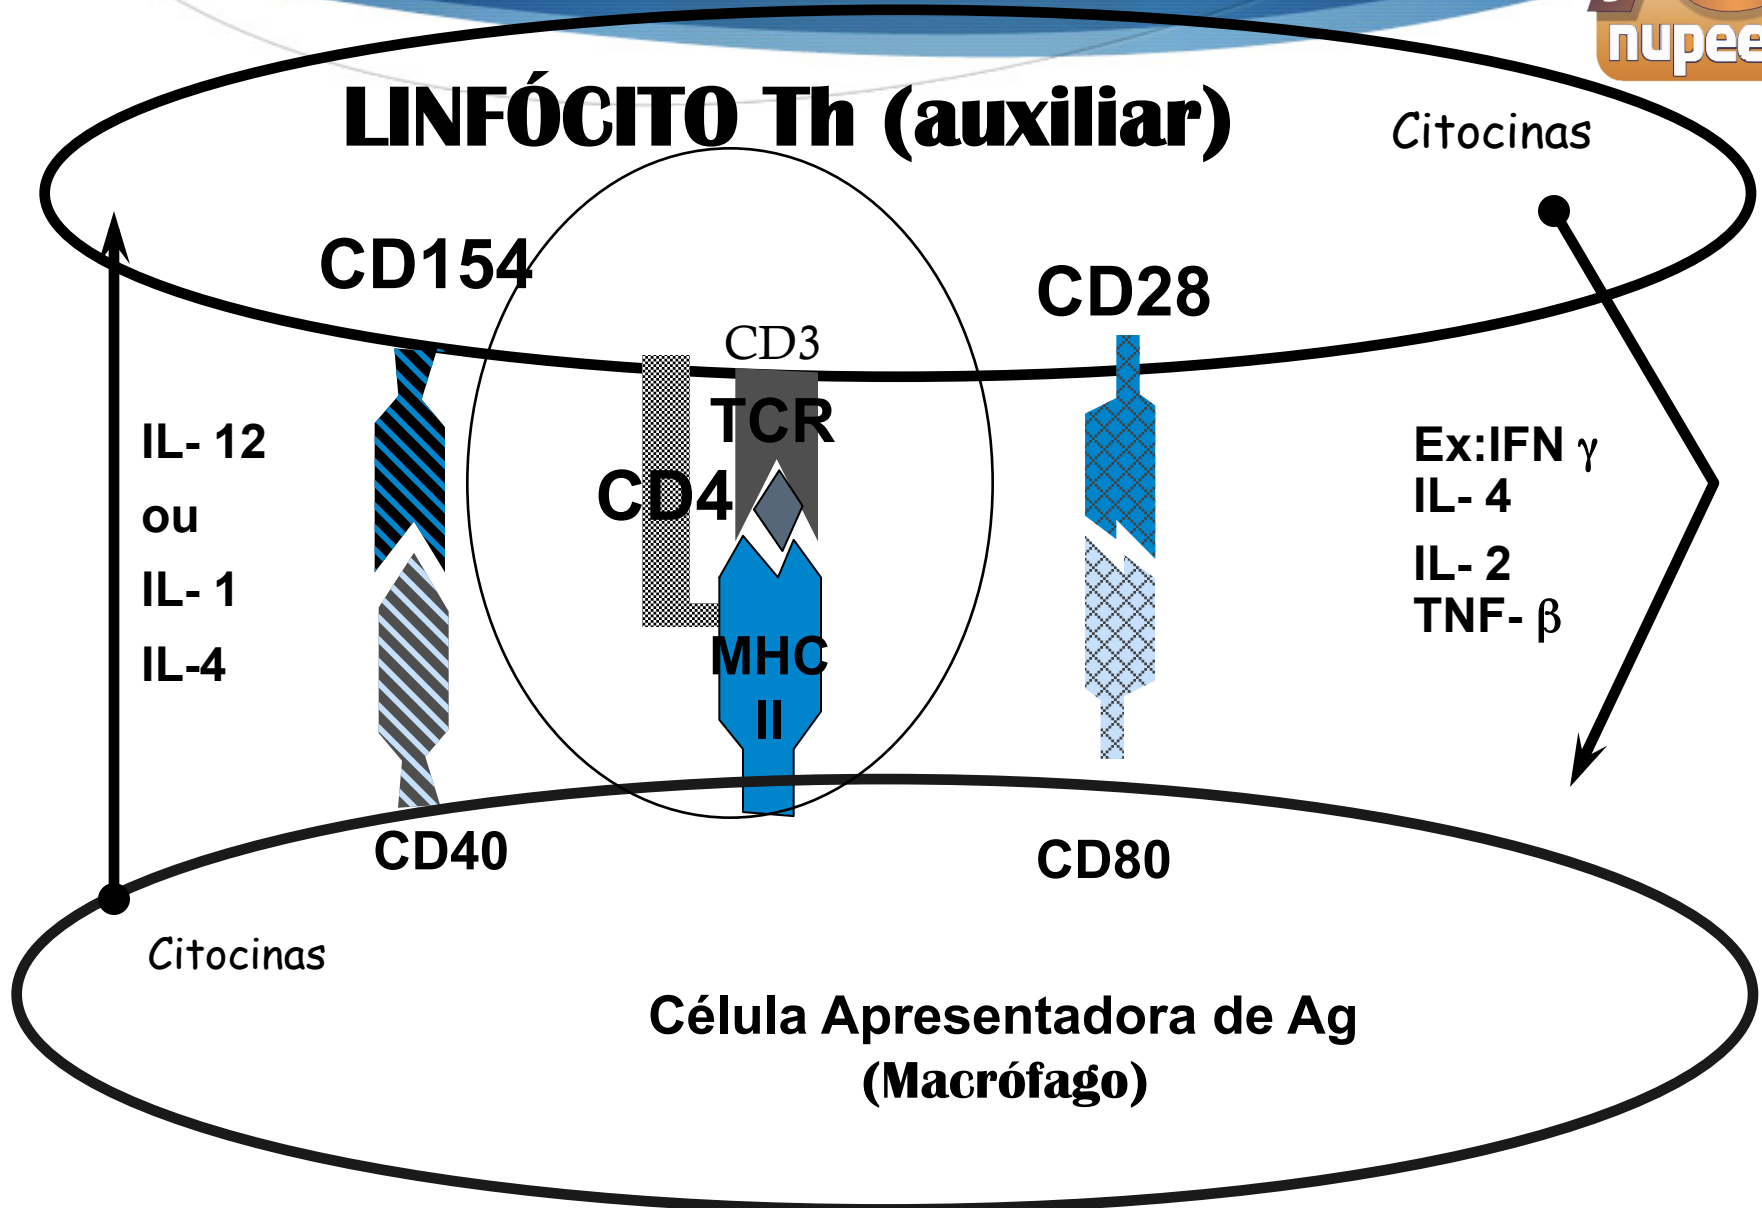 nupee
LINFÓCITO Th (auxiliar)
Citocinas
CD154
CD28
CD3
TCR
CD4
IL- 12
ou
IL- 1
IL-4
Ex:IFN γ
IL- 4
IL- 2
TNF- β
MHC
II
CD40
CD80
Citocinas
Célula Apresentadora de Ag
(Macrófago)